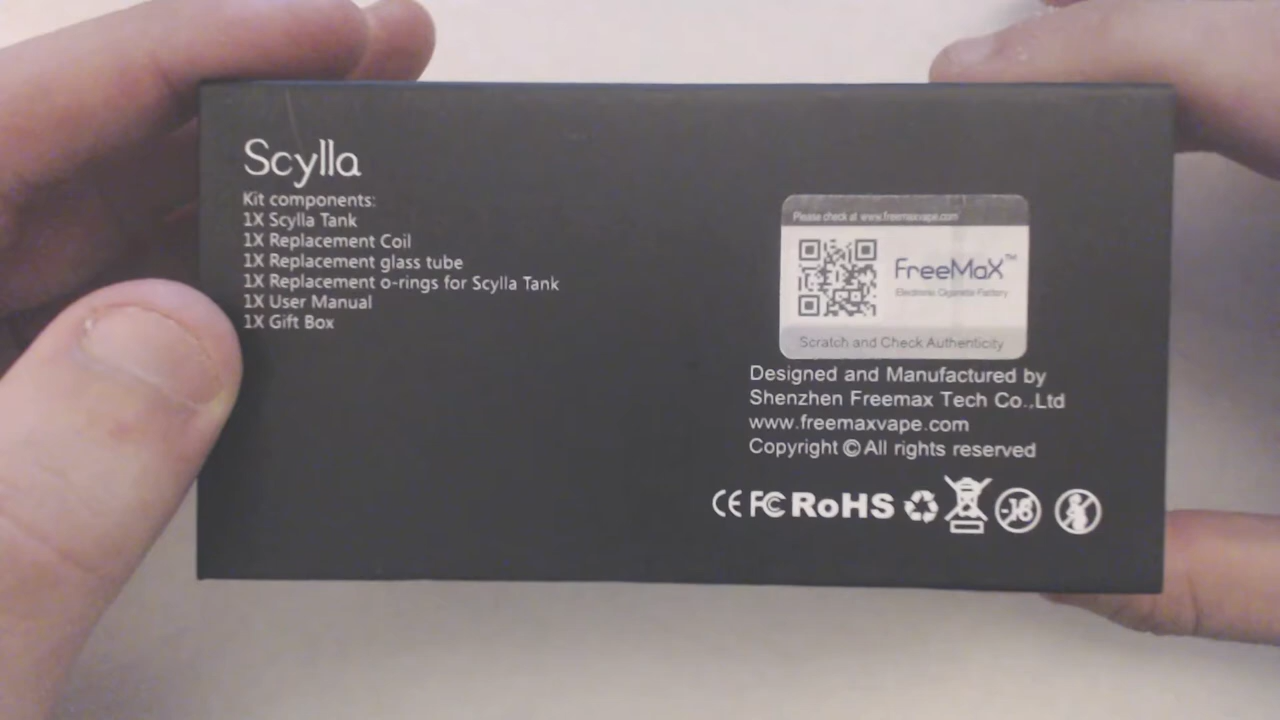 Scylla
Kit components:
1X Scylla Tank
1X Replacement Coil
1X Replacement glass tube
1X Replacement o-rings for Scylla Tank
1X User Manual
1X Gift Box
Please check at www.freemaxvape.com
FreeMaX™
Electronic Cigarette Factory
Scratch and Check Authenticity
Designed and Manufactured by
Shenzhen Freemax Tech Co.,Ltd
www.freemaxvape.com
Copyright © All rights reserved
CE FC RoHS -18